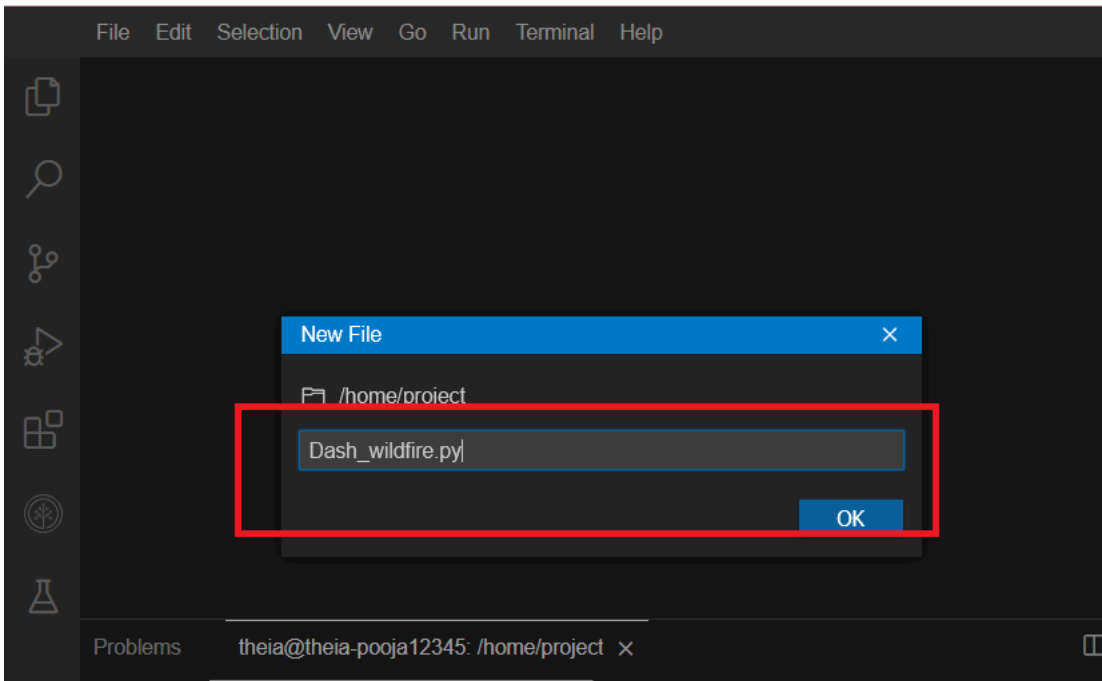 File Edit Selection View Go Run Terminal Help
New File
/home/project
Dash_wildfire.py
OK
Problems theia@theia-pooja12345: /home/project